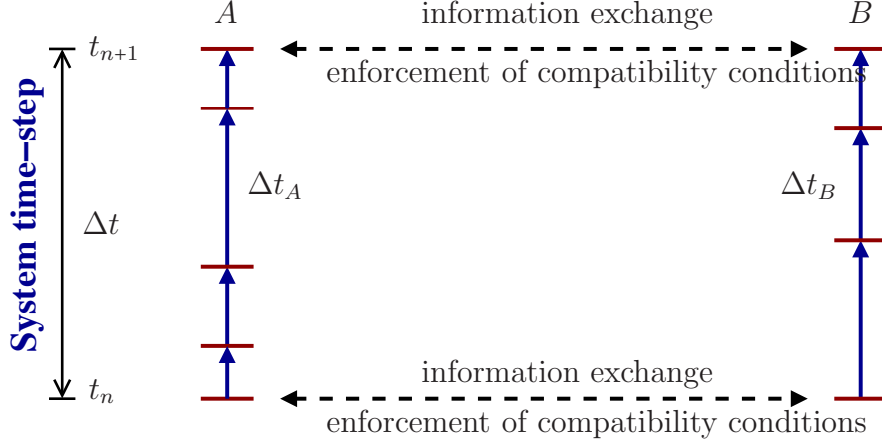 A
information exchange
B
t_{n+1}
enforcement of compatibility conditions
System time–step
Δt_A
Δt_B
Δt
information exchange
t_n
enforcement of compatibility conditions